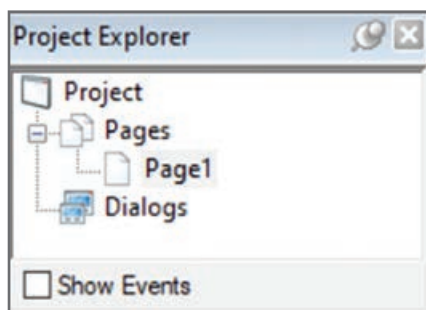 Project Explorer
Project
Pages
Page1
Dialogs
Show Events